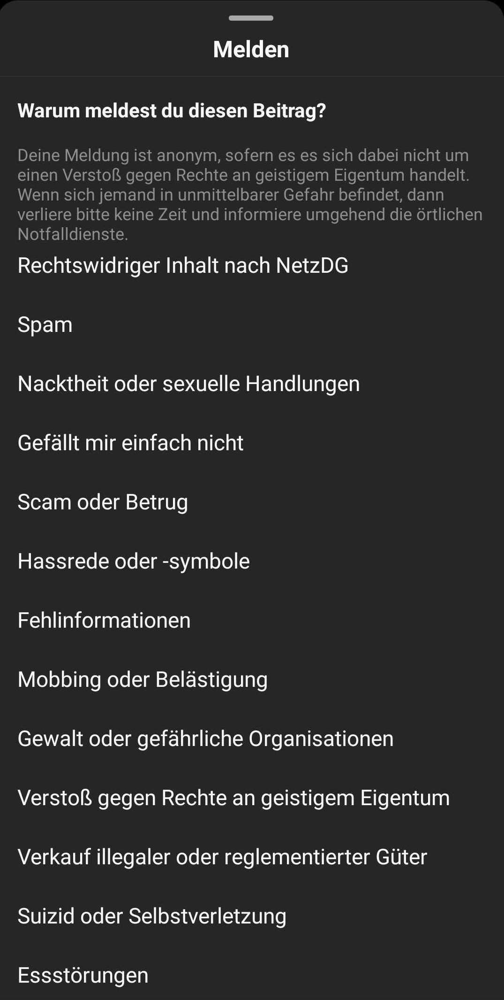 Melden
Warum meldest du diesen Beitrag?
Deine Meldung ist anonym, sofern es es sich dabei nicht um
einen Verstoß gegen Rechte an geistigem Eigentum handelt.
Wenn sich jemand in unmittelbarer Gefahr befindet, dann
verliere bitte keine Zeit und informiere umgehend die örtlichen
Notfalldienste.
Rechtswidriger Inhalt nach NetzDG
Spam
Nacktheit oder sexuelle Handlungen
Gefällt mir einfach nicht
Scam oder Betrug
Hassrede oder -symbole
Fehlinformationen
Mobbing oder Belästigung
Gewalt oder gefährliche Organisationen
Verstoß gegen Rechte an geistigem Eigentum
Verkauf illegaler oder reglementierter Güter
Suizid oder Selbstverletzung
Essstörungen